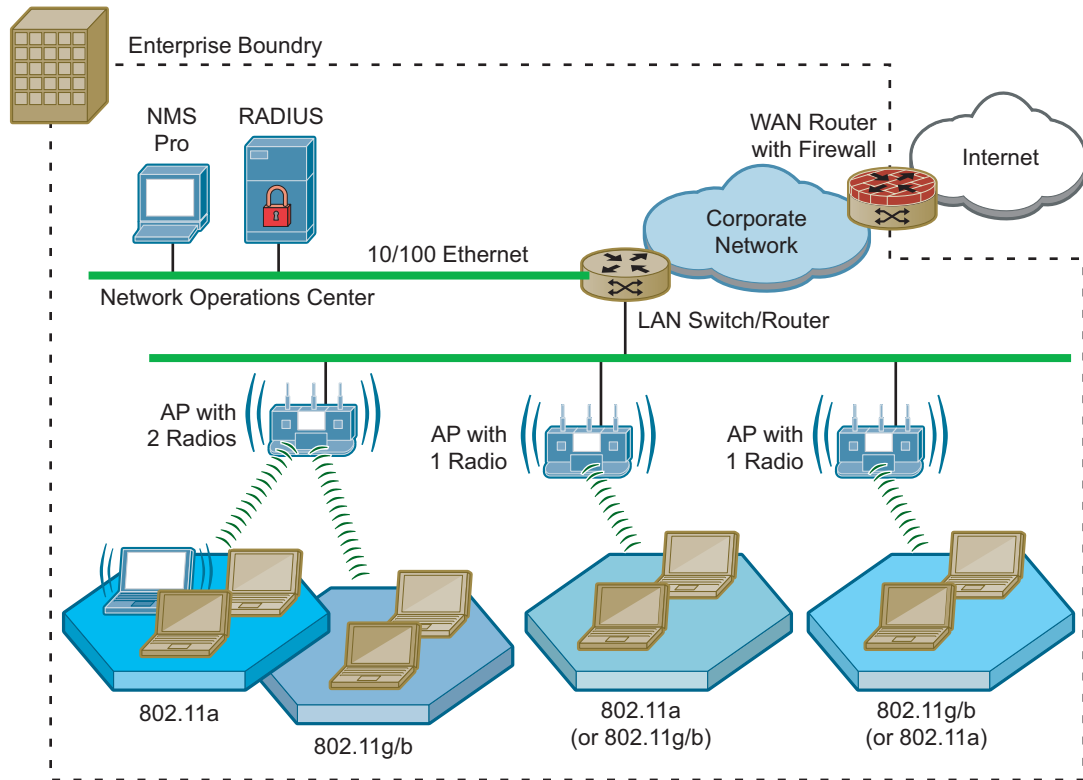 Enterprise Boundry
NMS
Pro
RADIUS
WAN Router
with Firewall
Internet
Corporate
Network
10/100 Ethernet
Network Operations Center
LAN Switch/Router
AP with
2 Radios
AP with
1 Radio
AP with
1 Radio
802.11a
802.11g/b
802.11a
(or 802.11g/b)
802.11g/b
(or 802.11a)